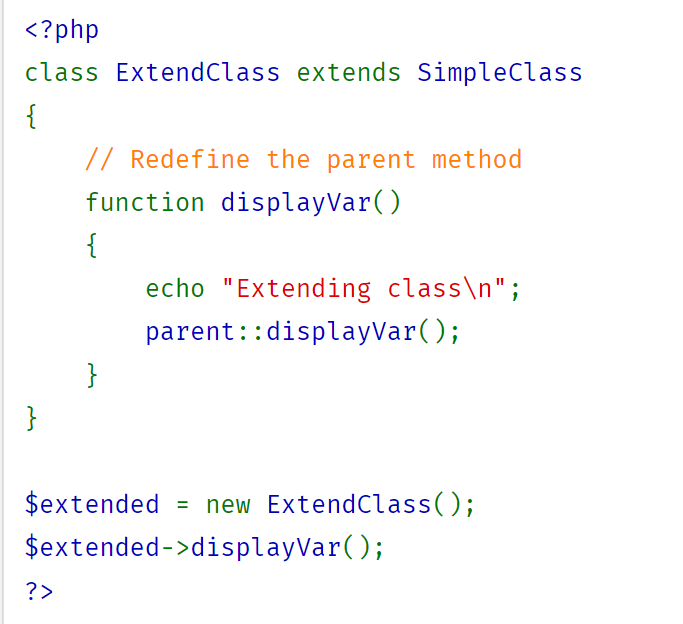 <?php
class ExtendClass extends SimpleClass
{
    // Redefine the parent method
    function displayVar()
    {
        echo "Extending class\n";
        parent::displayVar();
    }
}

$extended = new ExtendClass();
$extended->displayVar();
?>